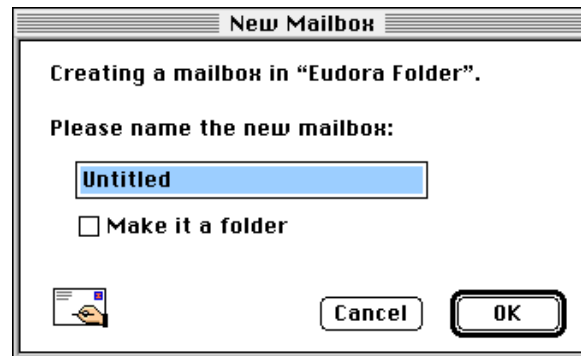 New Mailbox
Creating a mailbox in “Eudora Folder”.
Please name the new mailbox:
Untitled
Make it a folder
Cancel OK